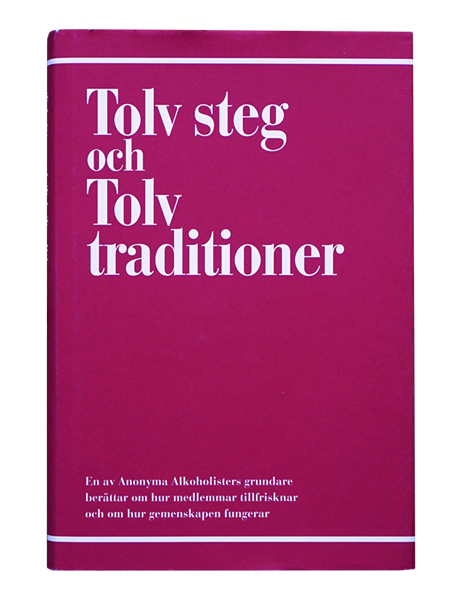 Tolv steg
och
Tolv
traditioner
En av Anonyma Alkoholisters grundare
berättar om hur medlemmar tillfrisknar
och om hur gemenskapen fungerar